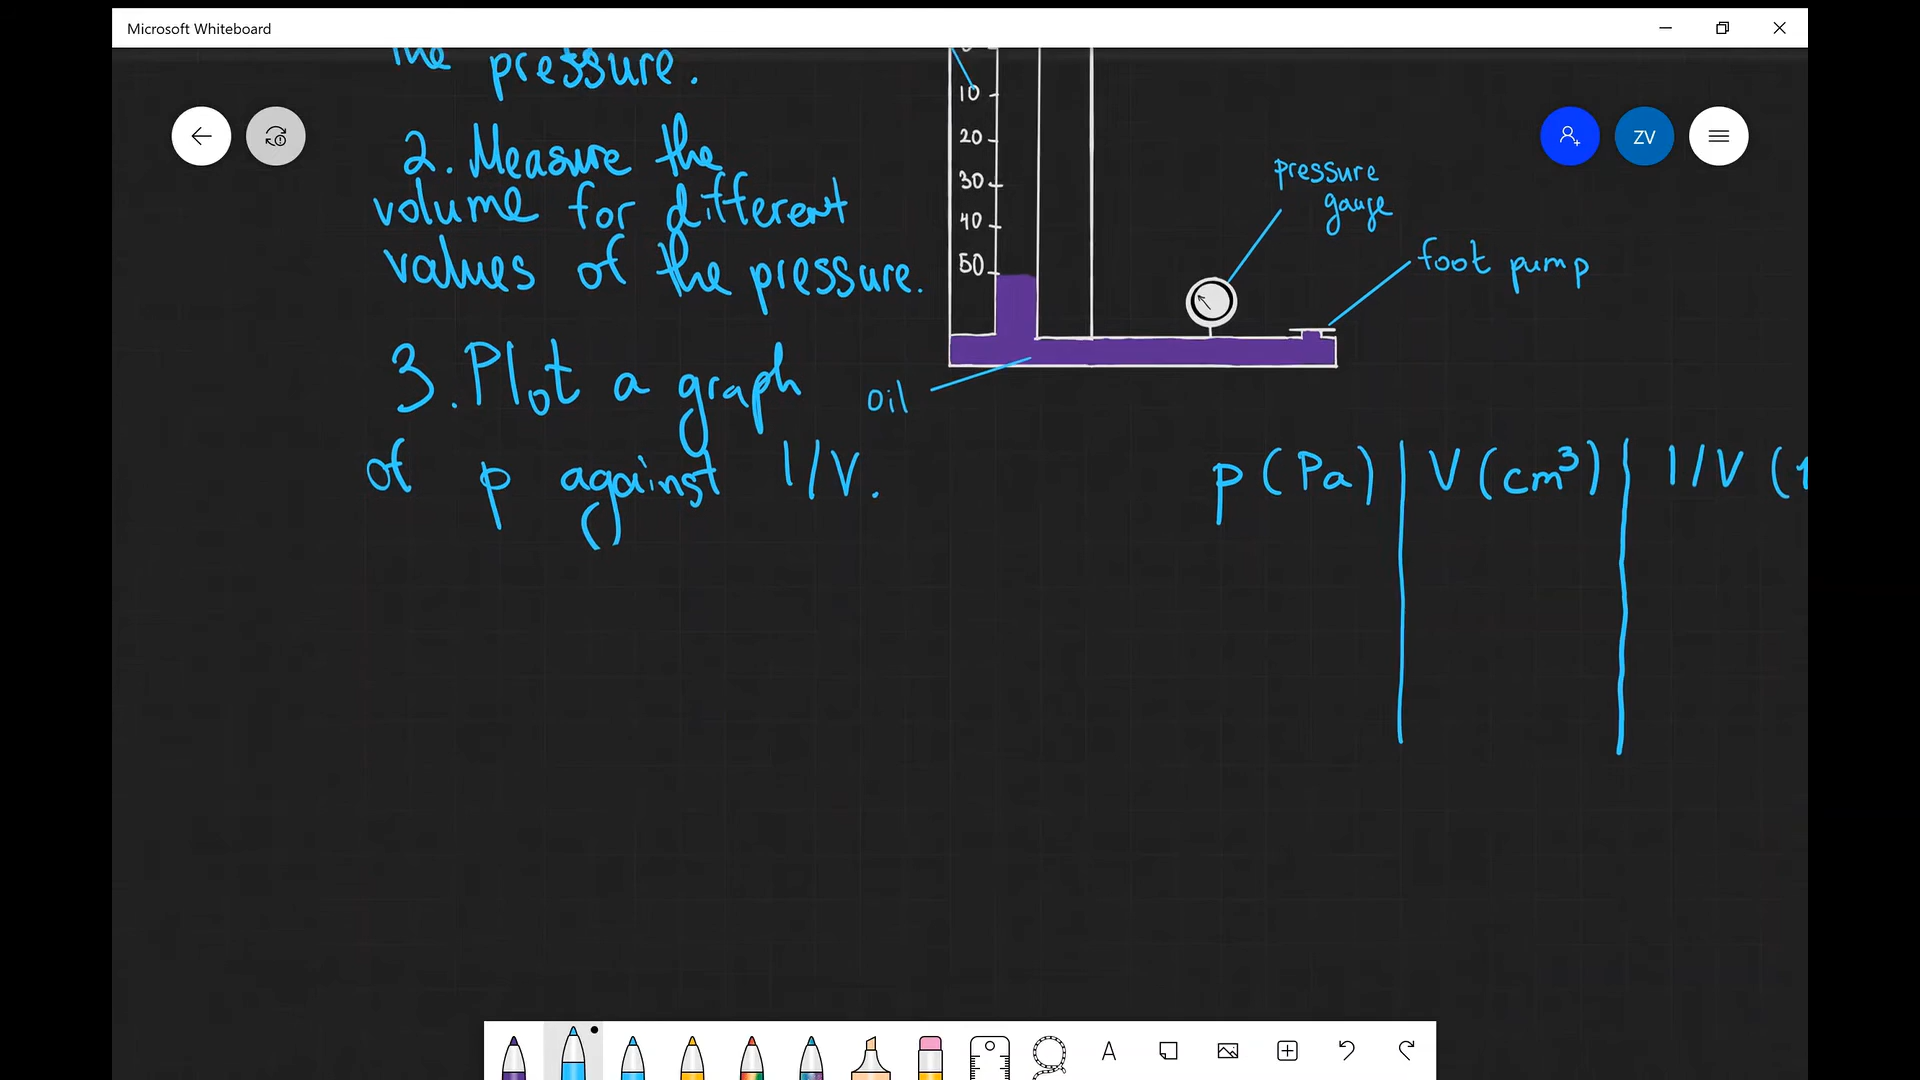 Microsoft Whiteboard
the pressure.
2. Measure the
volume for different
values of the pressure.
3. Plot a graph
of p against 1/V.
10
20
30
40
50
pressure
gauge
foot pump
oil
p (Pa) V (cm³) 1/V (
ZV
A